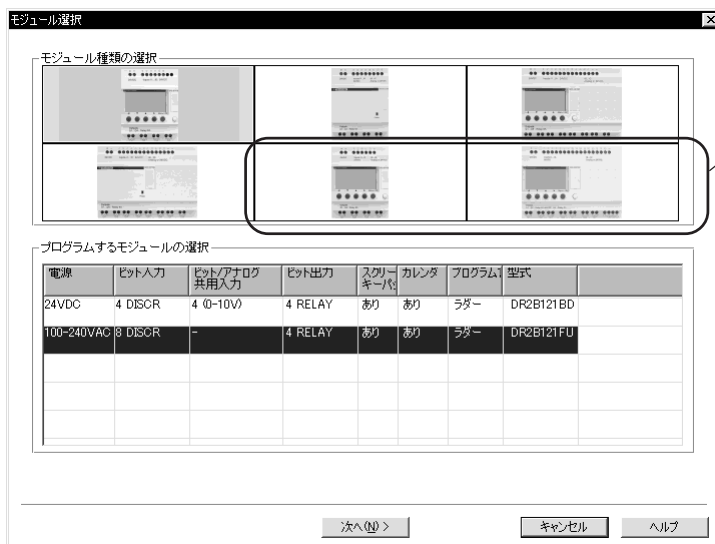 モジュール選択
モジュール種類の選択
プログラムするモジュールの選択
電源 ビット入力 ビット/アナログ共用入力 ビット出力 スクリーキーパッ カレンダ プログラム 型式
24VDC 4 DISCR 4 (0-10V) 4 RELAY あり あり ラダー DR2B121BD
100-240VAC 8 DISCR - 4 RELAY あり あり ラダー DR2B121FU
次へ(N) > キャンセル ヘルプ